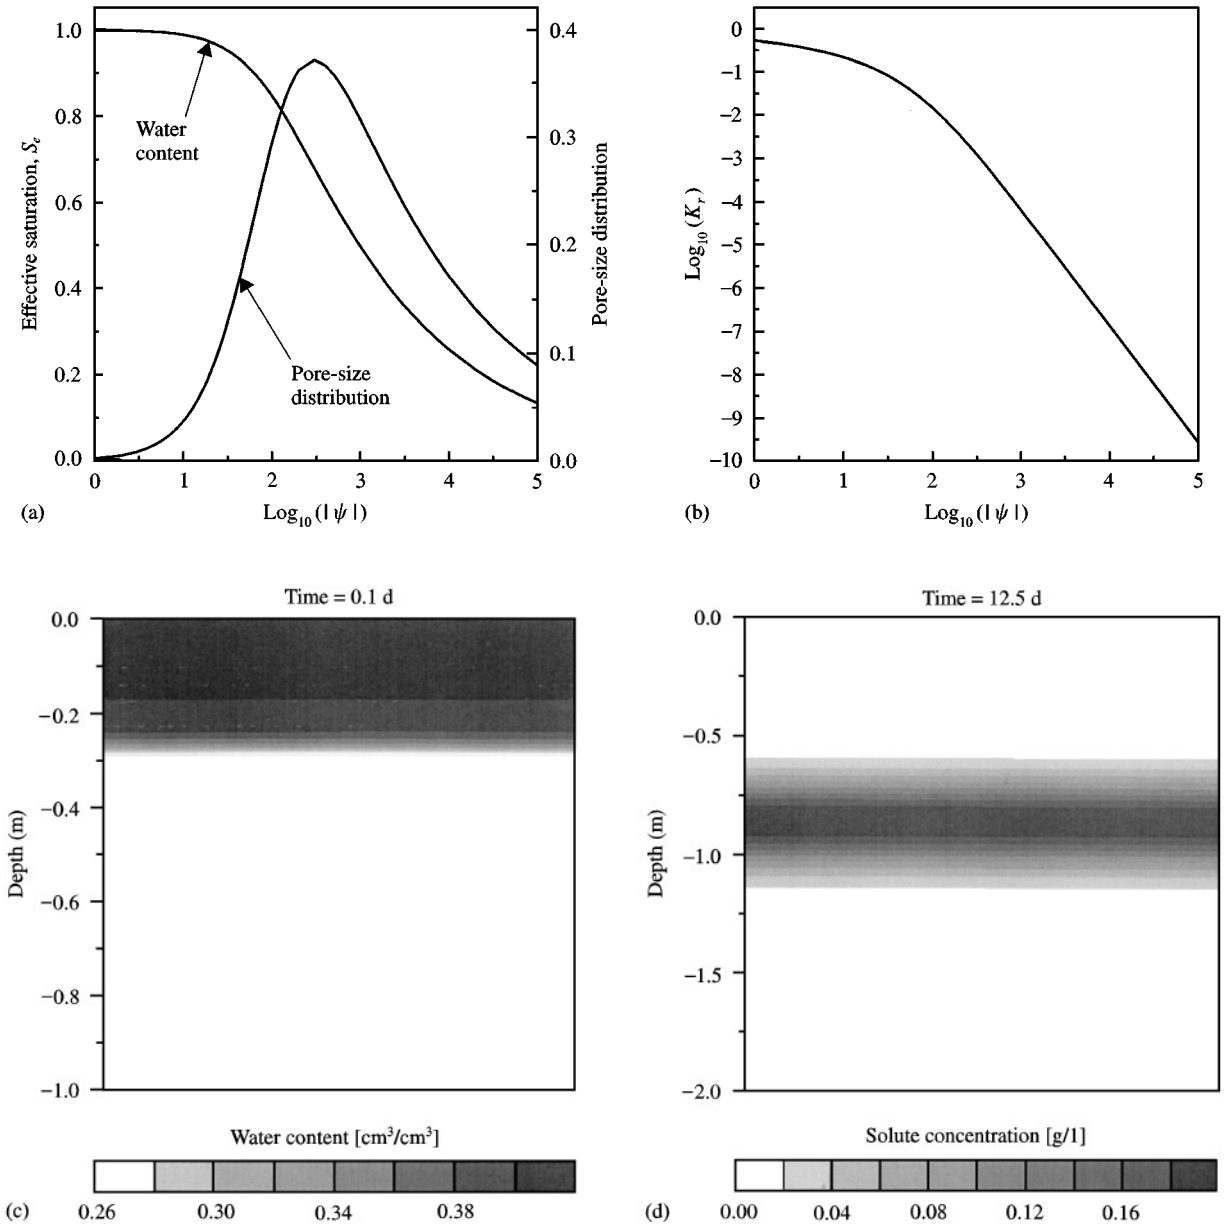 1.0
0.8
0.6
0.4
0.2
0.0
Effective saturation, Se
0.4
0.3
0.2
0.1
0.0
Pore-size distribution
Water
content
Pore-size
distribution
0 1 2 3 4 5
(a)
Log10(|ψ|)
0
−1
−2
−3
−4
−5
−6
−7
−8
−9
−10
Log10(Kr)
0 1 2 3 4 5
(b)
Log10(|ψ|)
Time = 0.1 d
0.0
−0.2
−0.4
−0.6
−0.8
−1.0
Depth (m)
Water content [cm³/cm³]
(c)
0.26 0.30 0.34 0.38
Time = 12.5 d
0.0
−0.5
−1.0
−1.5
−2.0
Depth (m)
Solute concentration [g/1]
(d)
0.00 0.04 0.08 0.12 0.16